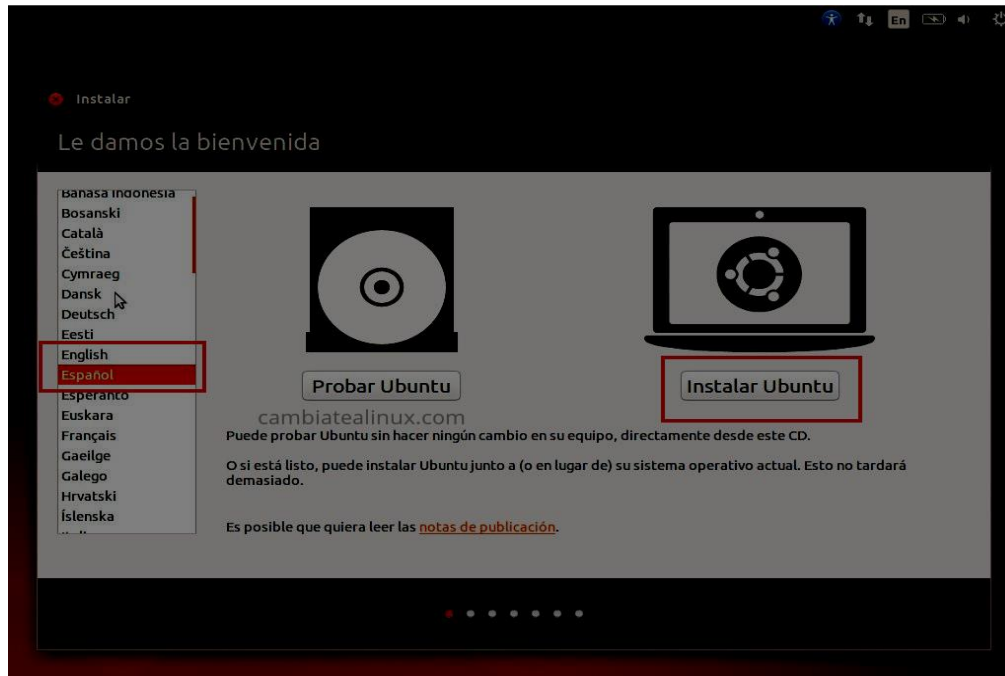 En
Instalar
Le damos la bienvenida
Bahasa Indonesia
Bosanski
Català
Čeština
Cymraeg
Dansk
Deutsch
Eesti
English
Español
Esperanto
Euskara
Français
Gaeilge
Galego
Hrvatski
Íslenska
Probar Ubuntu
Instalar Ubuntu
cambiatealinux.com
Puede probar Ubuntu sin hacer ningún cambio en su equipo, directamente desde este CD.
O si está listo, puede instalar Ubuntu junto a (o en lugar de) su sistema operativo actual. Esto no tardará
demasiado.
Es posible que quiera leer las notas de publicación.